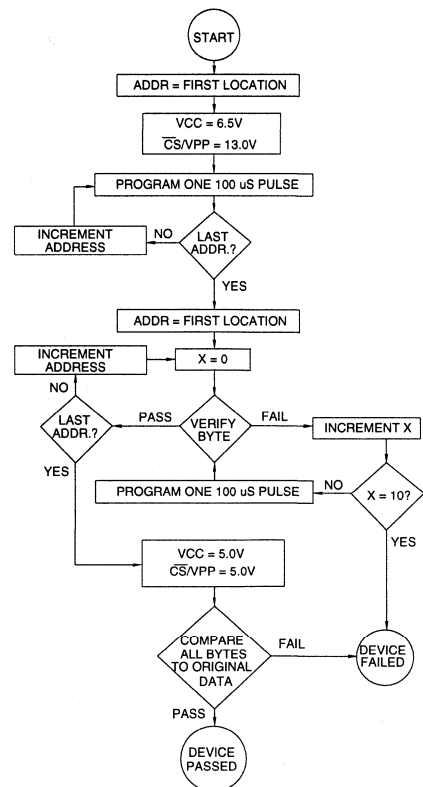 START
ADDR = FIRST LOCATION
VCC = 6.5V
CS/VPP = 13.0V
PROGRAM ONE 100 uS PULSE
INCREMENT
ADDRESS
NO
LAST
ADDR.?
YES
ADDR = FIRST LOCATION
INCREMENT
ADDRESS
X = 0
NO
LAST
ADDR.?
PASS
VERIFY
BYTE
FAIL
INCREMENT X
YES
PROGRAM ONE 100 uS PULSE
NO
X = 10?
YES
VCC = 5.0V
CS/VPP = 5.0V
COMPARE
ALL BYTES
TO ORIGINAL
DATA
FAIL
DEVICE
FAILED
PASS
DEVICE
PASSED